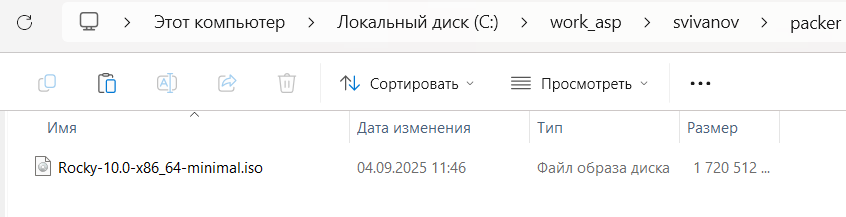 Этот компьютер > Локальный диск (C:) > work_asp > svivanov > packer
Сортировать Просмотреть ...
Имя Дата изменения Тип Размер
Rocky-10.0-x86_64-minimal.iso 04.09.2025 11:46 Файл образа диска 1 720 512 ...